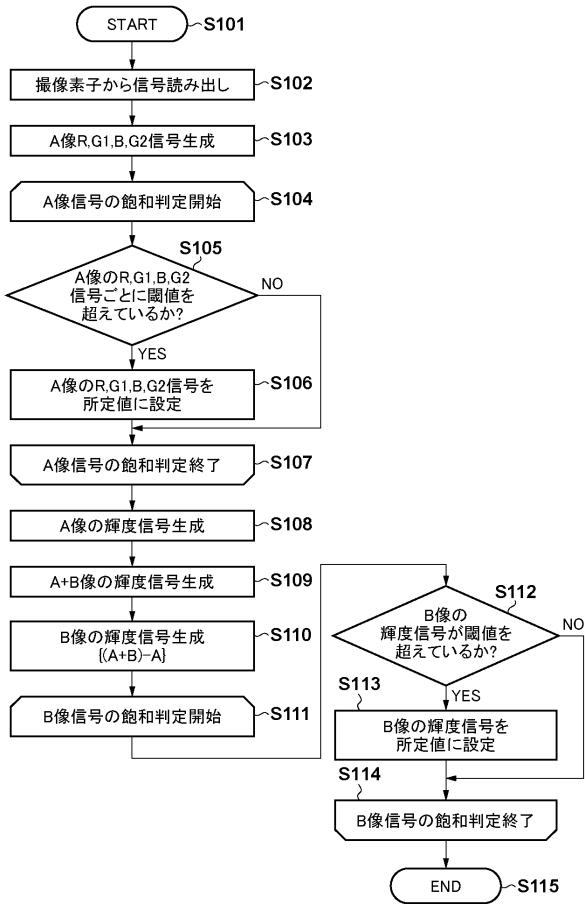 START
S101
撮像素子から信号読み出し
S102
A像R,G1,B,G2信号生成
S103
A像信号の飽和判定開始
S104
S105
A像のR,G1,B,G2
信号ごとに閾値を
超えているか?
NO
YES
A像のR,G1,B,G2信号を
所定値に設定
S106
A像信号の飽和判定終了
S107
A像の輝度信号生成
S108
A+B像の輝度信号生成
S109
B像の輝度信号生成
{(A+B)-A}
S110
B像信号の飽和判定開始
S111
S112
B像の
輝度信号が閾値を
超えているか?
NO
YES
S113
B像の輝度信号を
所定値に設定
S114
B像信号の飽和判定終了
END
S115